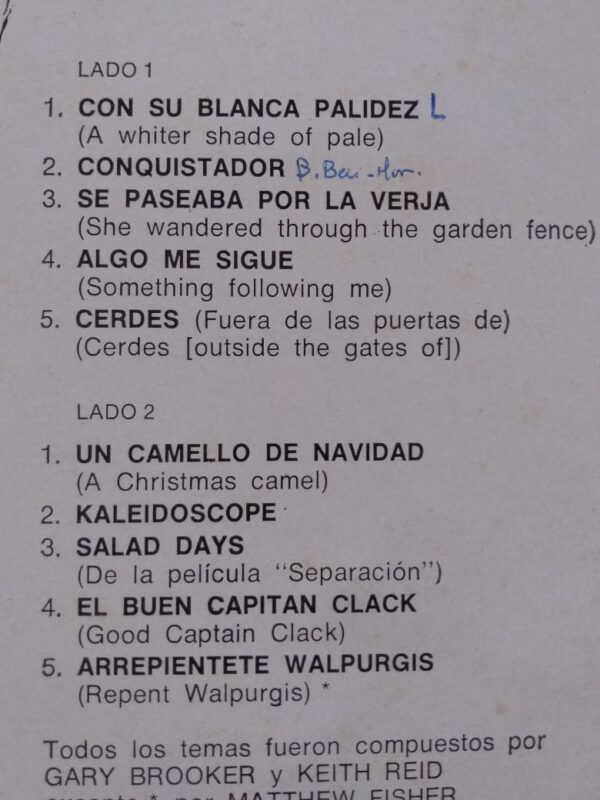 LADO 1
1. CON SU BLANCA PALIDEZ L
(A whiter shade of pale)
2. CONQUISTADOR
3. SE PASEABA POR LA VERJA
(She wandered through the garden fence)
4. ALGO ME SIGUE
(Something following me)
5. CERDES (Fuera de las puertas de)
(Cerdes [outside the gates of])
LADO 2
1. UN CAMELLO DE NAVIDAD
(A Christmas camel)
2. KALEIDOSCOPE
3. SALAD DAYS
(De la película "Separación")
4. EL BUEN CAPITAN CLACK
(Good Captain Clack)
5. ARREPIENTETE WALPURGIS
(Repent Walpurgis) *
Todos los temas fueron compuestos por
GARY BROOKER y KEITH REID
excepto * por MATTHEW FISHER